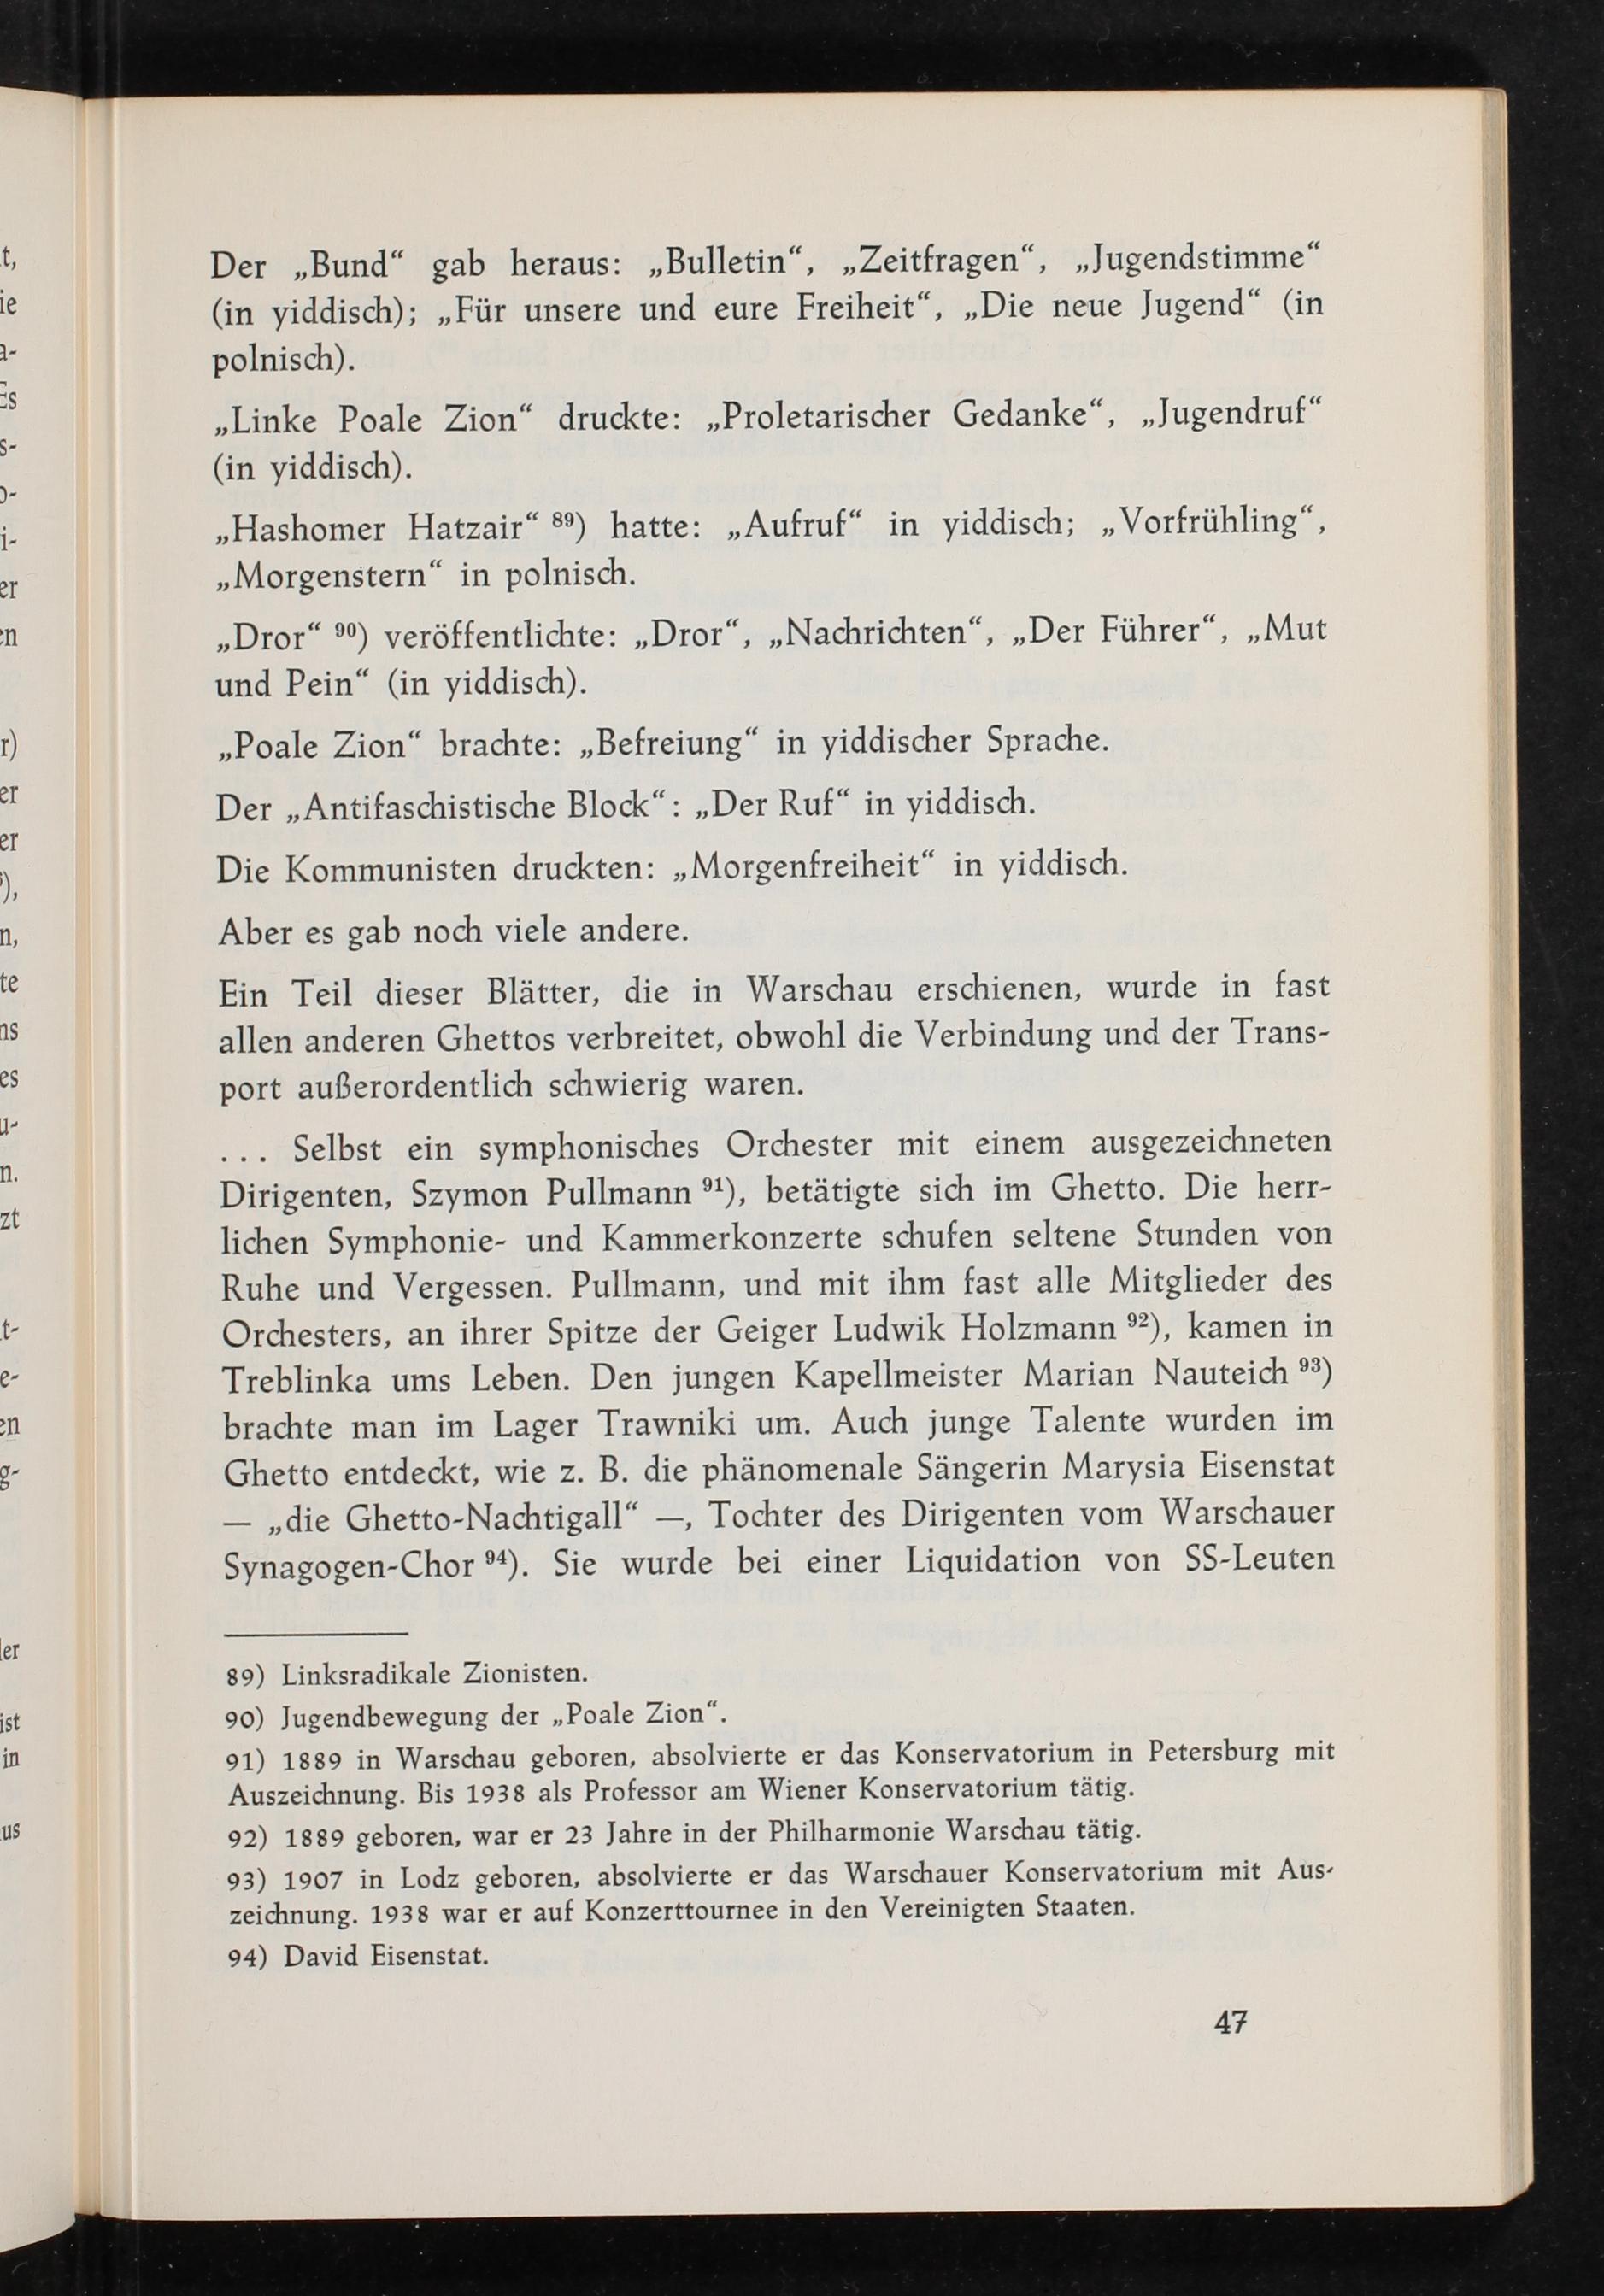 Der „Bund“ gab heraus: „Bulletin“, „Zeitfragen“, „Jugendstimme“
(in yiddisch); „Für unsere und eure Freiheit“, „Die neue Jugend“ (in
polnisch).
„Linke Poale Zion“ druckte: „Proletarischer Gedanke“, „Jugendruf“
(in yiddisch).
„Hashomer Hatzair“ ⁸⁹) hatte: „Aufruf“ in yiddisch; „Vorfrühling“,
„Morgenstern“ in polnisch.
„Dror“ ⁹⁰) veröffentlichte: „Dror“, „Nachrichten“, „Der Führer“, „Mut
und Pein“ (in yiddisch).
„Poale Zion“ brachte: „Befreiung“ in yiddischer Sprache.
Der „Antifaschistische Block“: „Der Ruf“ in yiddisch.
Die Kommunisten druckten: „Morgenfreiheit“ in yiddisch.
Aber es gab noch viele andere.
Ein Teil dieser Blätter, die in Warschau erschienen, wurde in fast
allen anderen Ghettos verbreitet, obwohl die Verbindung und der Trans-
port außerordentlich schwierig waren.
... Selbst ein symphonisches Orchester mit einem ausgezeichneten
Dirigenten, Szymon Pullmann ⁹¹), betätigte sich im Ghetto. Die herr-
lichen Symphonie- und Kammerkonzerte schufen seltene Stunden von
Ruhe und Vergessen. Pullmann, und mit ihm fast alle Mitglieder des
Orchesters, an ihrer Spitze der Geiger Ludwik Holzmann ⁹²), kamen in
Treblinka ums Leben. Den jungen Kapellmeister Marian Nauteich ⁹³)
brachte man im Lager Trawniki um. Auch junge Talente wurden im
Ghetto entdeckt, wie z. B. die phänomenale Sängerin Marysia Eisenstat
— „die Ghetto-Nachtigall“ —, Tochter des Dirigenten vom Warschauer
Synagogen-Chor ⁹⁴). Sie wurde bei einer Liquidation von SS-Leuten
89) Linksradikale Zionisten.
90) Jugendbewegung der „Poale Zion“.
91) 1889 in Warschau geboren, absolvierte er das Konservatorium in Petersburg mit
Auszeichnung. Bis 1938 als Professor am Wiener Konservatorium tätig.
92) 1889 geboren, war er 23 Jahre in der Philharmonie Warschau tätig.
93) 1907 in Lodz geboren, absolvierte er das Warschauer Konservatorium mit Aus-
zeichnung. 1938 war er auf Konzerttournee in den Vereinigten Staaten.
94) David Eisenstat.
47